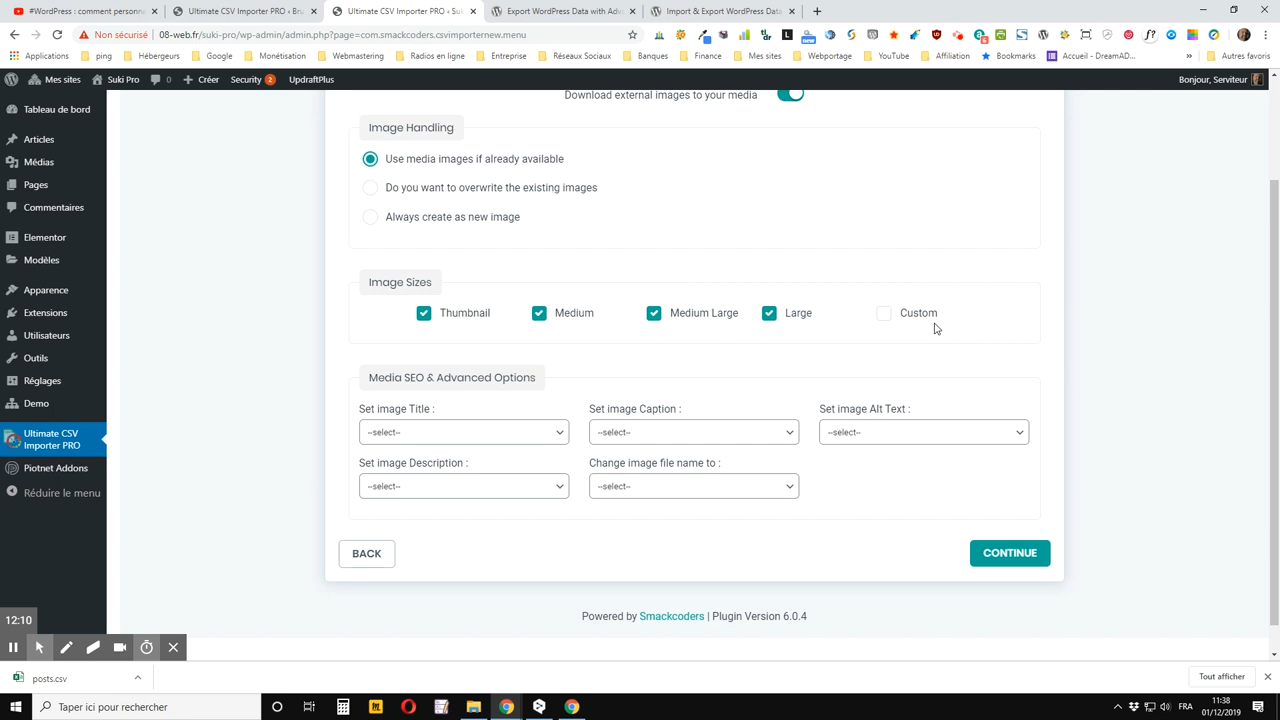 #WordPress : comment personna
Ultimate CSV Importer PRO ‹ Bru
Ultimate CSV Importer PRO ‹ Suki
Export WordPress Data with Adva
Import & Export WordPress Data
Non sécurisé 08-web.fr/suki-pro/wp-admin/admin.php?page=com.smackcoders.csvimporternew.menu
Applications ping Hébergeurs Google Monétisation Webmastering Radios en ligne Entreprise Réseaux Sociaux Banques Finance Mes sites Webportage YouTube Affiliation Bookmarks Accueil - DreamAD... » Autres favoris
Mes sites Suki Pro 0 Créer Security 2 UpdraftPlus Bonjour, Serviteur
Tableau de bord
Articles
Médias
Pages
Commentaires
Elementor
Modèles
Apparence
Extensions
Utilisateurs
Outils
Réglages
Demo
Ultimate CSV
Importer PRO
Piotnet Addons
Réduire le menu
Download external images to your media
Image Handling
Use media images if already available
Do you want to overwrite the existing images
Always create as new image
Image Sizes
Thumbnail Medium Medium Large Large Custom
Media SEO & Advanced Options
Set image Title : Set image Caption : Set image Alt Text :
--select-- --select-- --select--
Set image Description : Change image file name to :
--select-- --select--
BACK CONTINUE
Powered by Smackcoders | Plugin Version 6.0.4
12:10
posts.csv Tout afficher
Taper ici pour rechercher
FRA
11:38
01/12/2019